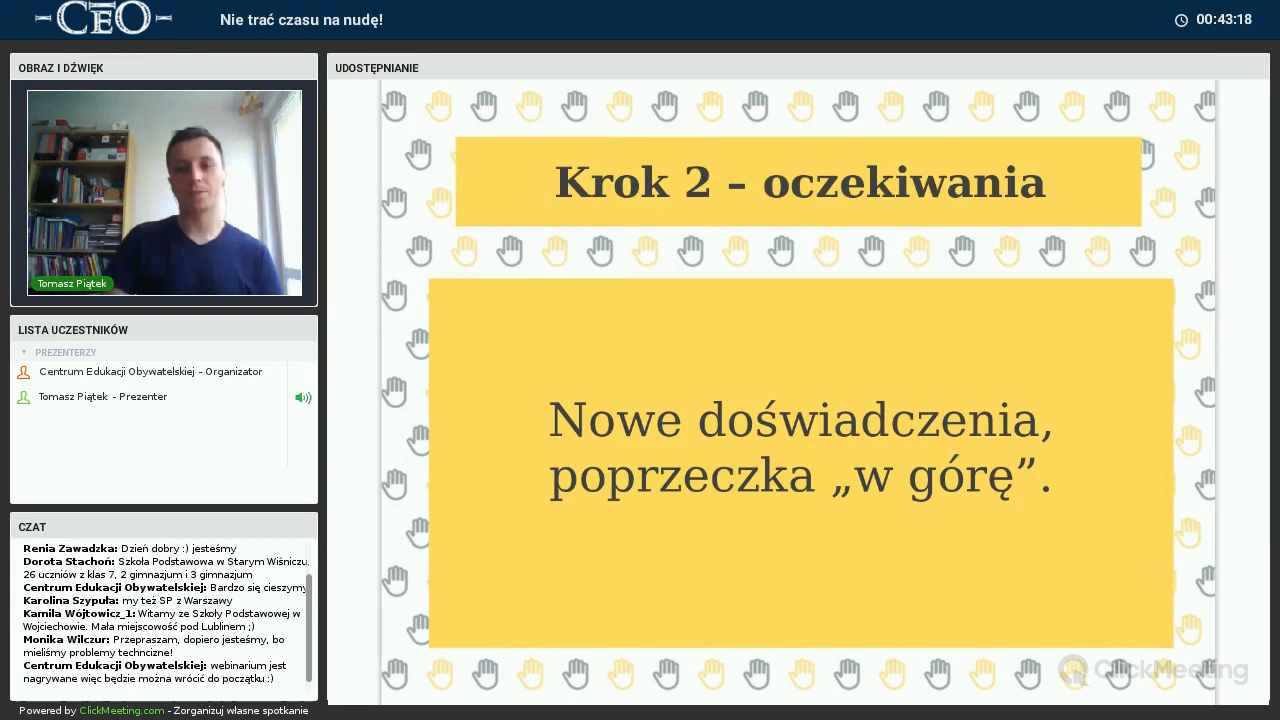 CEO
Nie trać czasu na nudę!
00:43:18
OBRAZ I DŹWIĘK
Tomasz Piątek
LISTA UCZESTNIKÓW
PREZENTERZY
Centrum Edukacji Obywatelskiej - Organizator
Tomasz Piątek - Prezenter
CZAT
Renia Zawadzka: Dzień dobry :) jesteśmy
Dorota Stachoń: Szkoła Podstawowa w Starym Wiśniczu,
26 uczniów z klas 7, 2 gimnazjum i 3 gimnazjum
Centrum Edukacji Obywatelskiej: Bardzo się cieszymy
Karolina Szypuła: my też SP z Warszawy
Kamila Wójtowicz_1: Witamy ze Szkoły Podstawowej w
Wojciechowie. Mała miejscowość pod Lublinem ;)
Monika Wilczur: Przepraszam, dopiero jesteśmy, bo
mieliśmy problemy technczine!
Centrum Edukacji Obywatelskiej: webinarium jest
nagrywane więc będzie można wrócić do początku :)
Powered by ClickMeeting.com - Zorganizuj własne spotkanie
UDOSTĘPNIANIE
Krok 2 – oczekiwania
Nowe doświadczenia,
poprzeczka „w górę”.
ClickMeeting